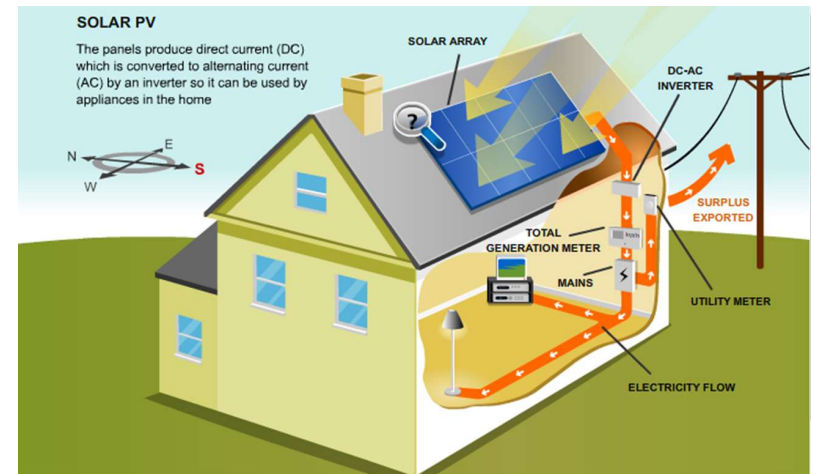 SOLAR PV
The panels produce direct current (DC)
which is converted to alternating current
(AC) by an inverter so it can be used by
appliances in the home
SOLAR ARRAY
DC-AC
INVERTER
?
N
E
S
W
SURPLUS
EXPORTED
TOTAL
GENERATION METER
MAINS
UTILITY METER
ELECTRICITY FLOW